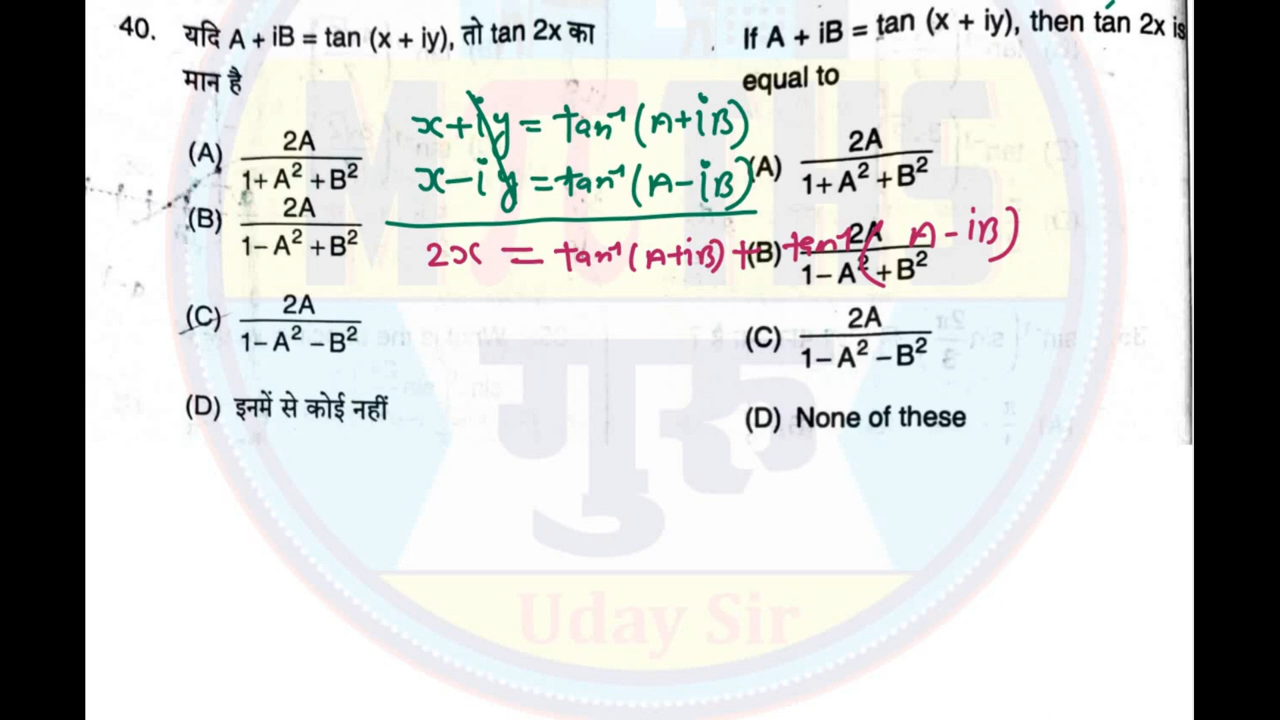 40. यदि A + iB = tan (x + iy), तो tan 2x का
मान है
(A) 2A / 1+ A² + B²
(B) 2A / 1– A² + B²
(C) 2A / 1– A² – B²
(D) इनमें से कोई नहीं
x+iy = tan⁻¹(A+iB)
x-iy = tan⁻¹(A-iB)
2x = tan⁻¹(A+iB) + tan⁻¹(A-iB)
If A + iB = tan (x + iy), then tan 2x is
equal to
(A) 2A / 1+ A² + B²
(B) 2A / 1– A² + B²
(C) 2A / 1– A² – B²
(D) None of these
MATHS
गुरु
Uday Sir